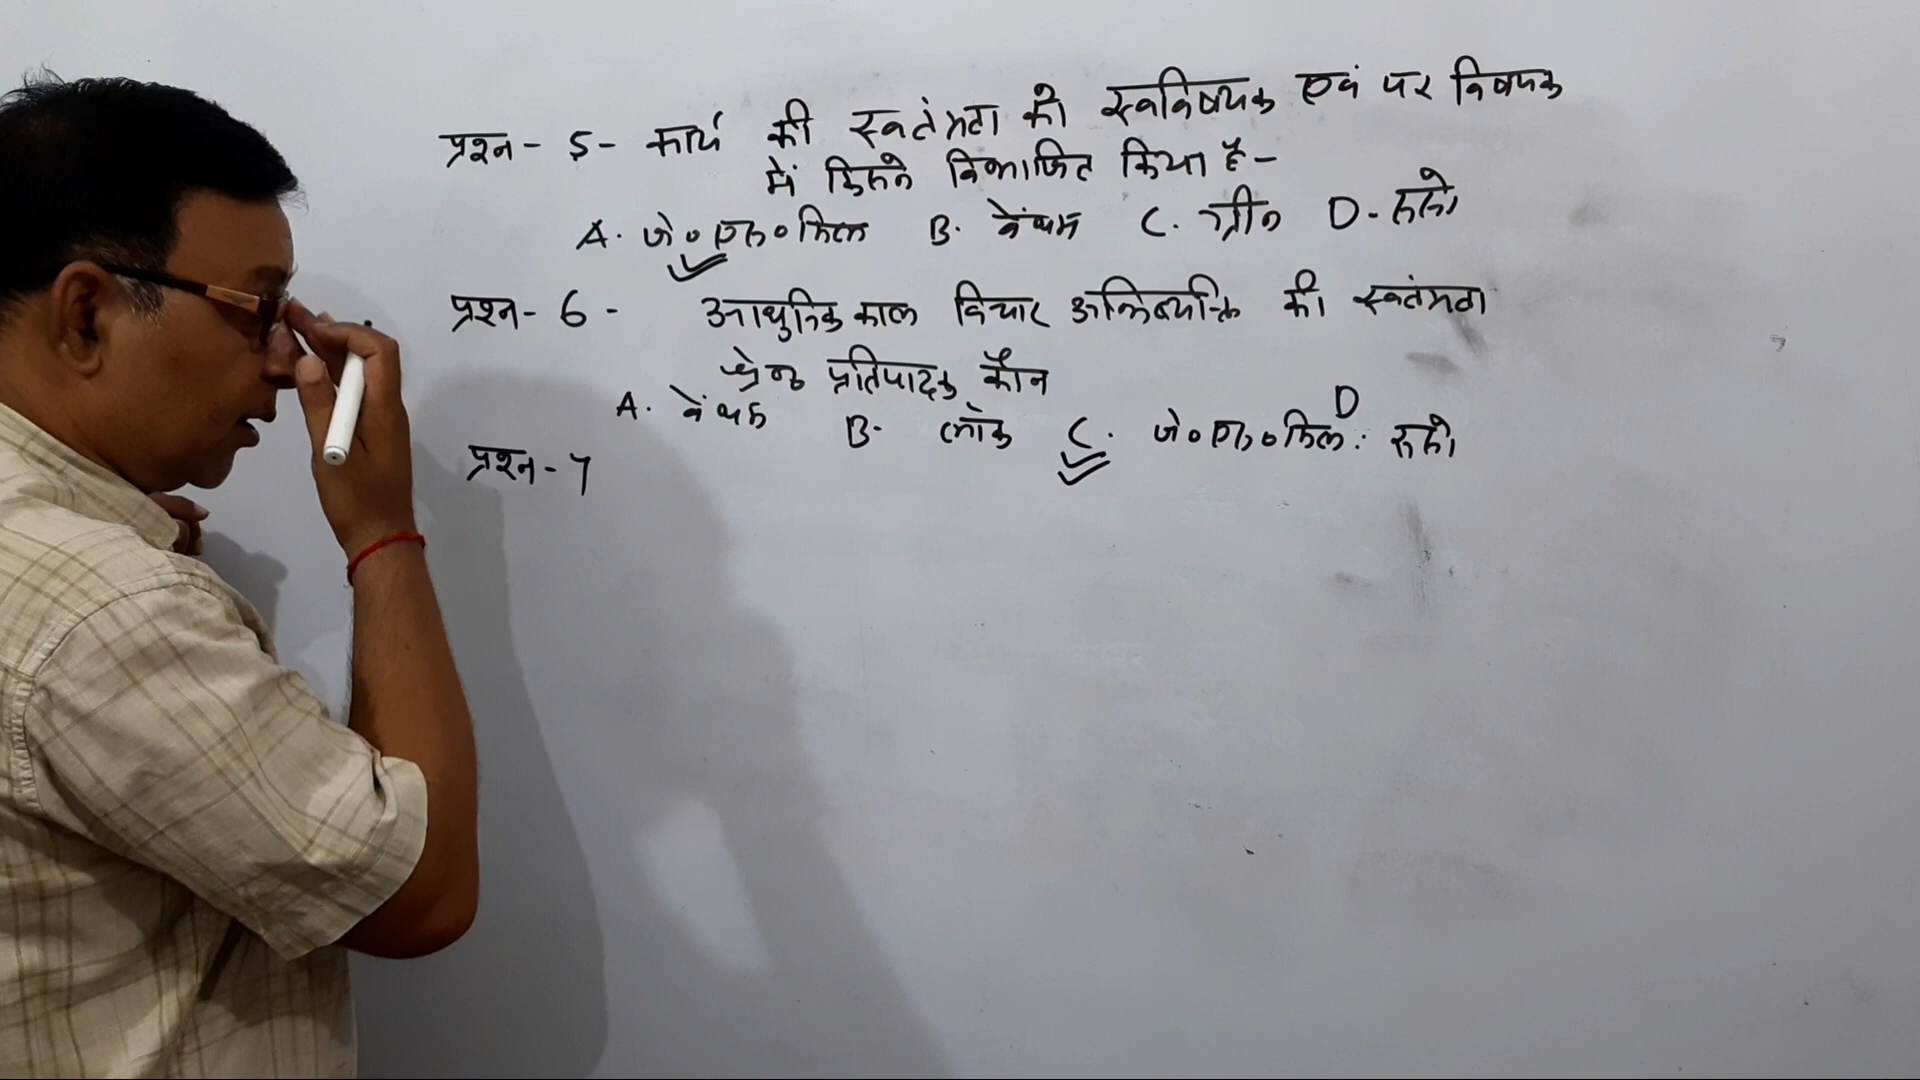 प्रश्न - 5 - कार्य की स्वतंत्रता को स्वविषयक एवं पर विषयक
में किसने विभाजित किया है -
A. जे० एस० मिल B. बेंथम C. ग्रीन D. रूसो
प्रश्न - 6 - आधुनिक काल विचार अभिव्यक्ति की स्वतंत्रता
श्रेष्ठ प्रतिपादक कौन
A. बेंथम B. लॉक C. जे० एस० मिल. D रूसो
प्रश्न - 7